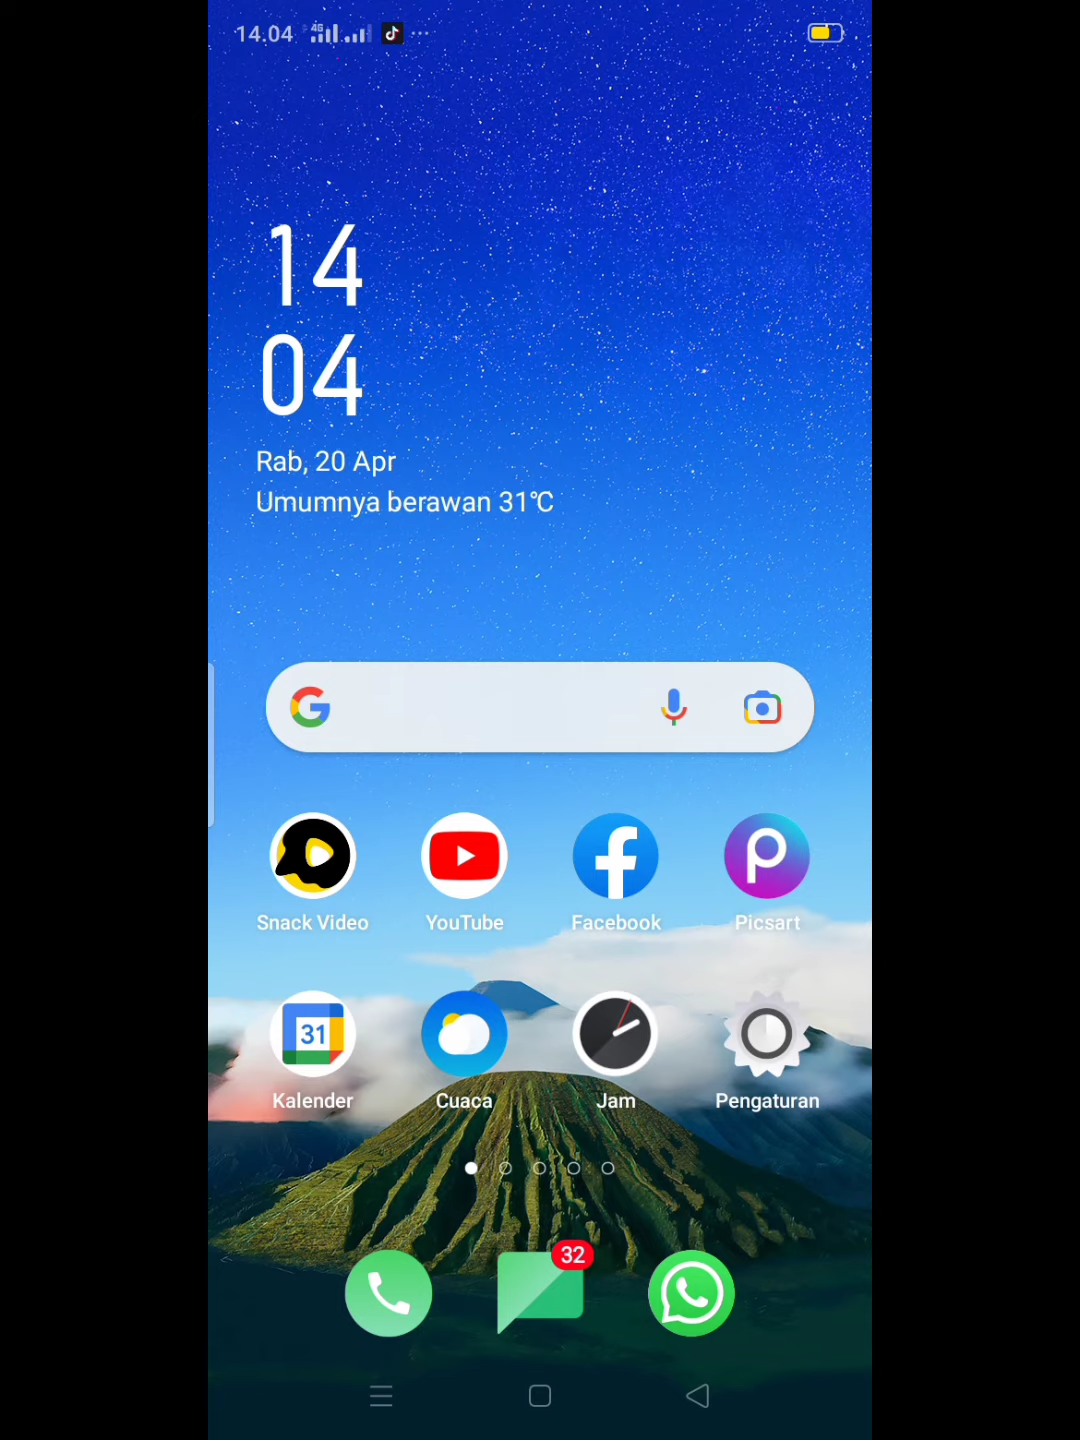 14.04 4G
14
04
Rab, 20 Apr
Umumnya berawan 31°C
Snack Video YouTube Facebook Picsart
31
Kalender Cuaca Jam Pengaturan
32